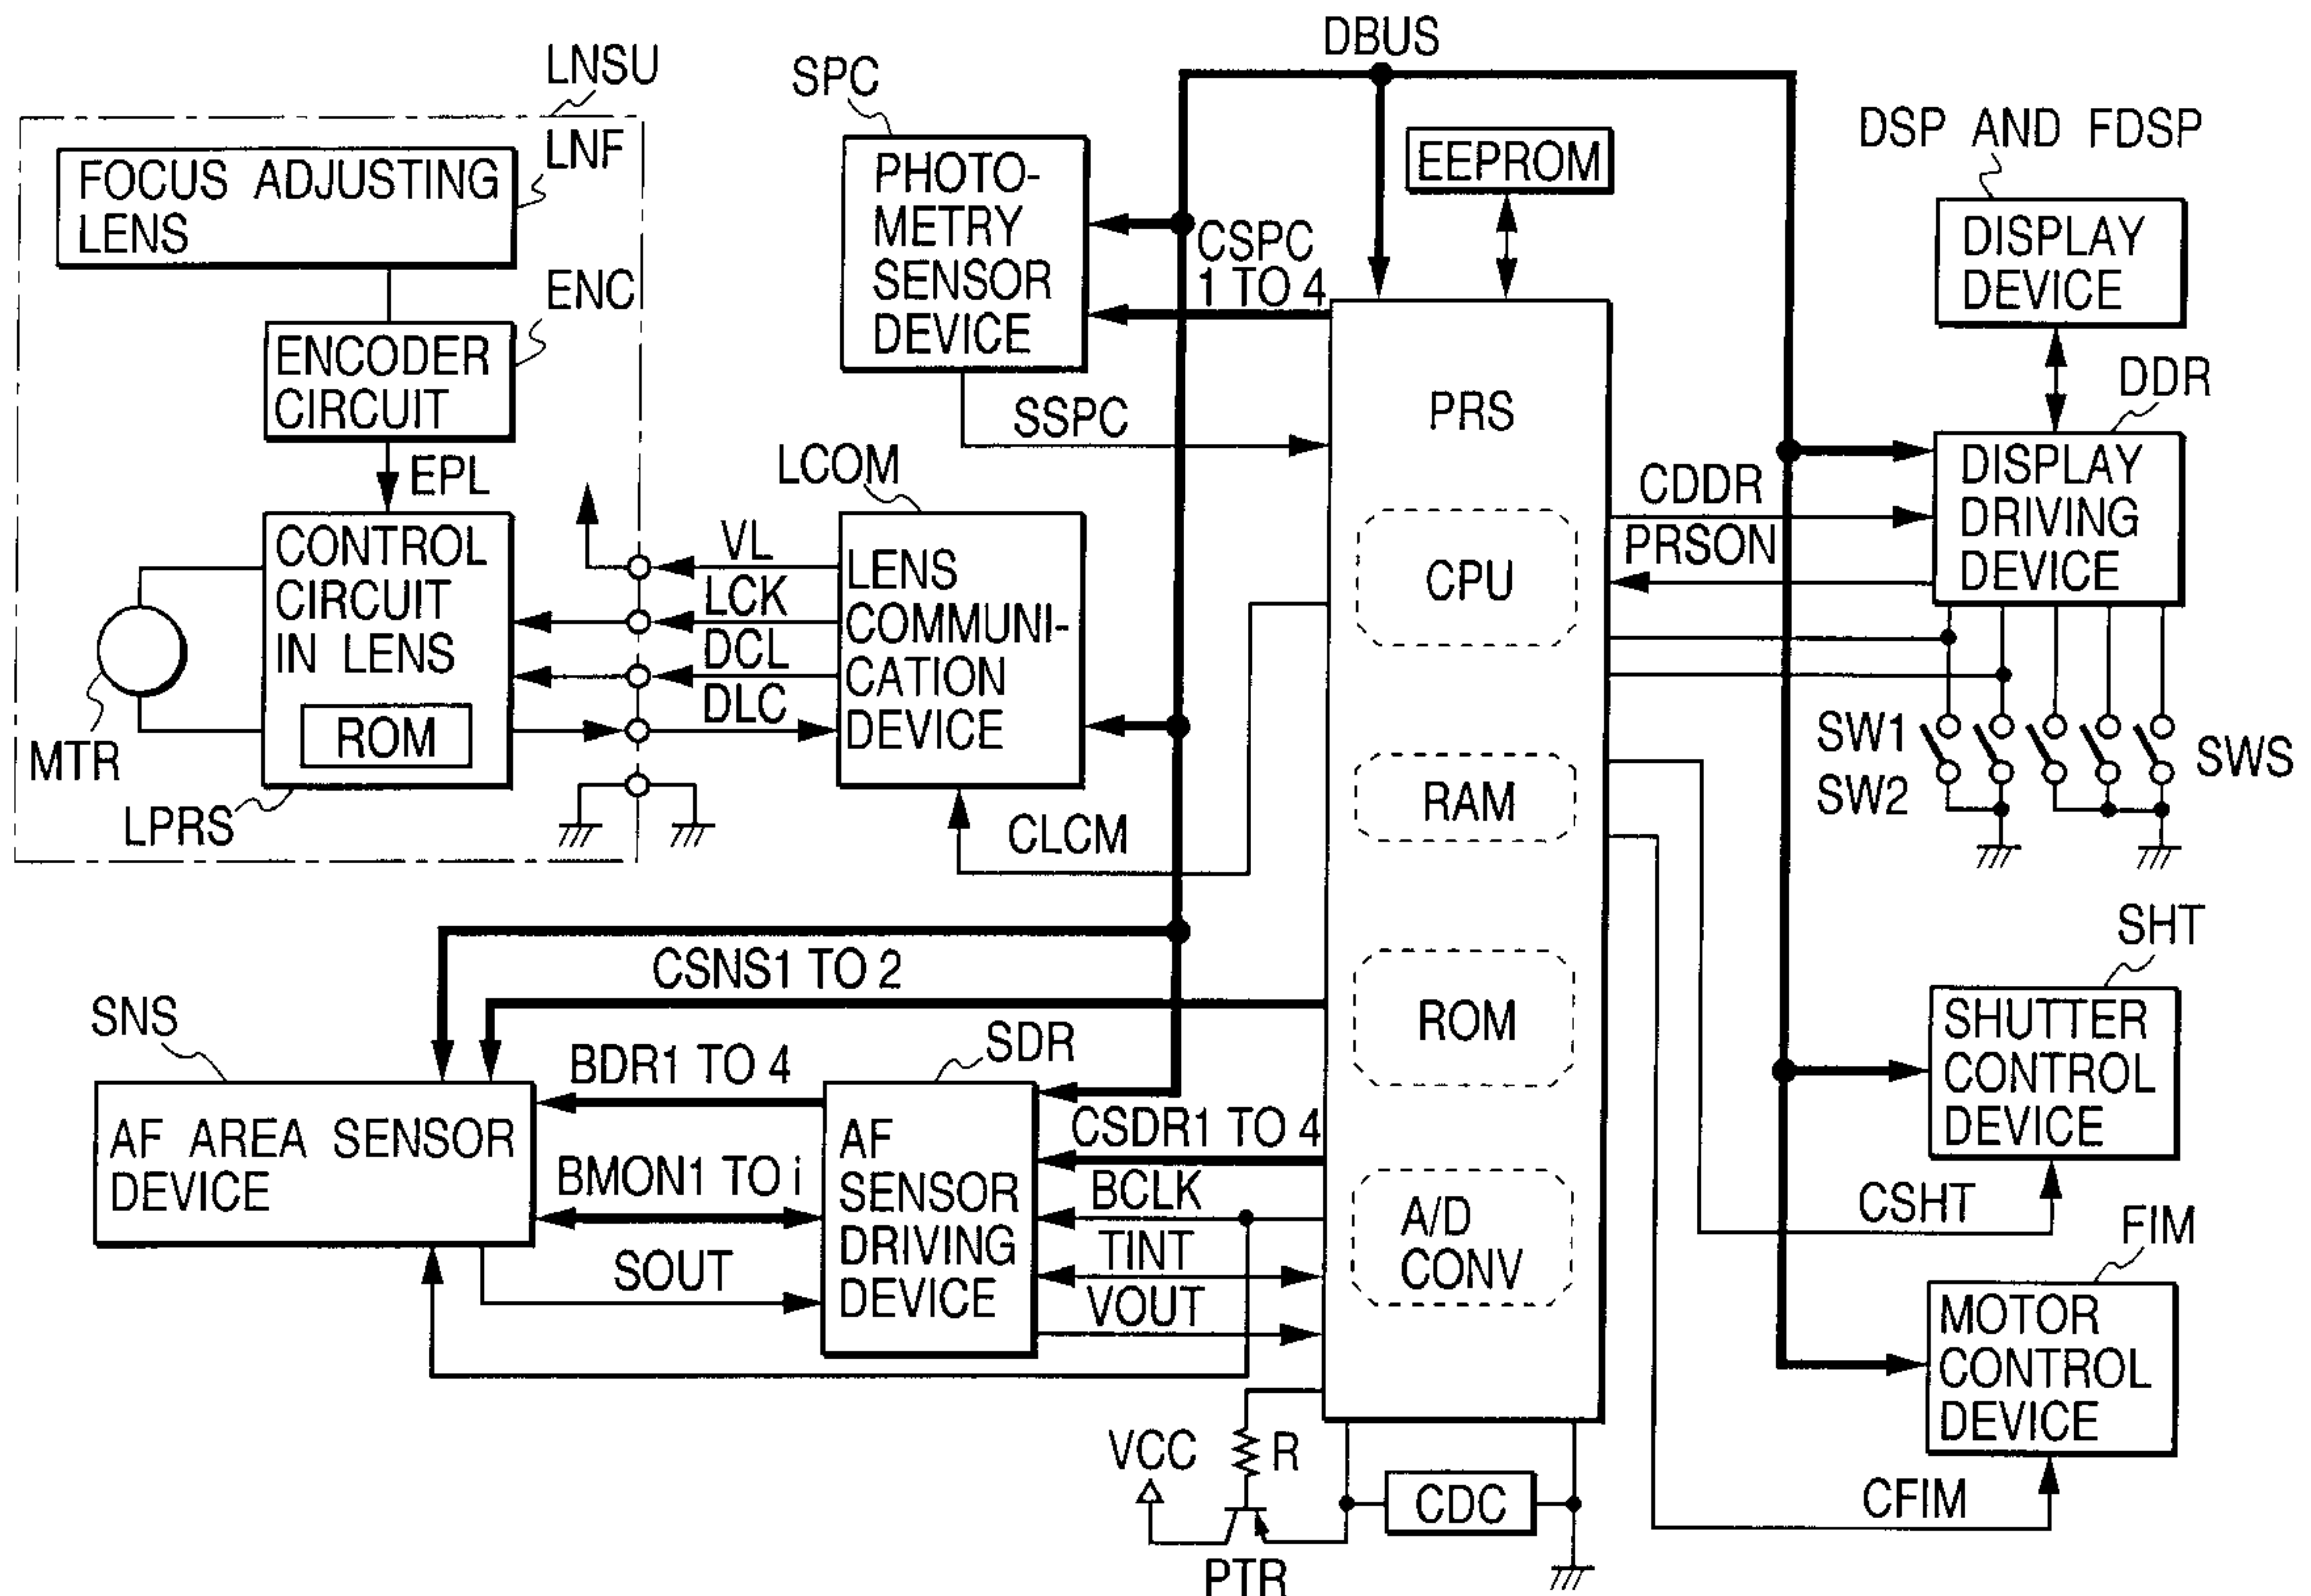 DBUS
LNSU
SPC
DSP AND FDSP
LNF
FOCUS ADJUSTING
LENS
PHOTO-
METRY
SENSOR
DEVICE
EEPROM
CSPC
1 TO 4
DISPLAY
DEVICE
ENC
ENCODER
CIRCUIT
DDR
SSPC
PRS
EPL
LCOM
CDDR
PRSON
DISPLAY
DRIVING
DEVICE
CONTROL
CIRCUIT
IN LENS
ROM
VL
LCK
DCL
DLC
LENS
COMMUNI-
CATION
DEVICE
CPU
MTR
LPRS
SW1
SW2
SWS
RAM
CLCM
SHT
CSNS1 TO 2
SNS
BDR1 TO 4
SDR
ROM
SHUTTER
CONTROL
DEVICE
AF AREA SENSOR
DEVICE
BMON1 TO i
AF
SENSOR
DRIVING
DEVICE
CSDR1 TO 4
BCLK
TINT
VOUT
A/D
CONV
CSHT
SOUT
FIM
MOTOR
CONTROL
DEVICE
VCC
R
CDC
CFIM
PTR